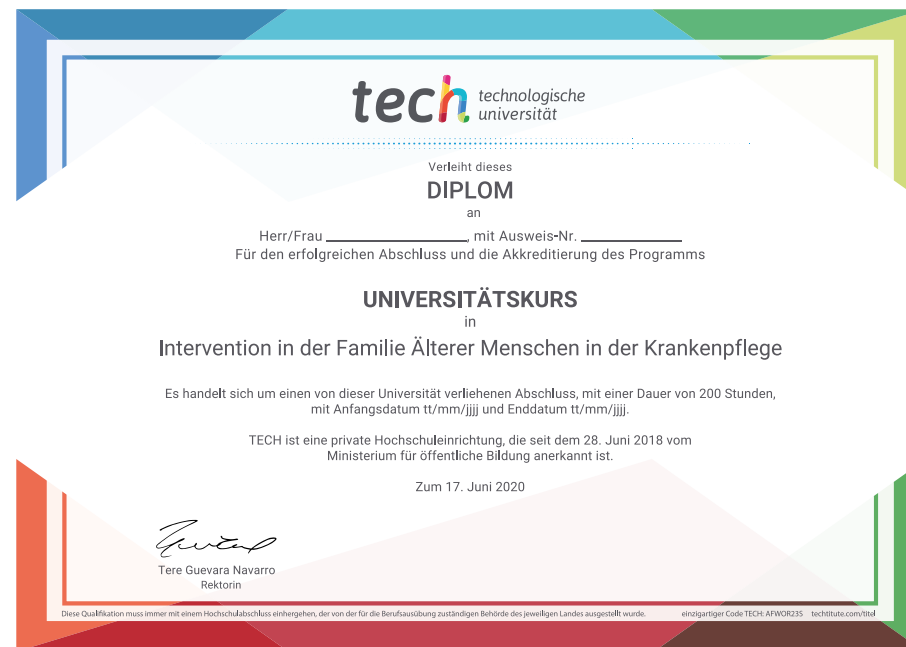 tech technologische
universität
Verleiht dieses
DIPLOM
an
Herr/Frau ____________________, mit Ausweis-Nr. ______________
Für den erfolgreichen Abschluss und die Akkreditierung des Programms
UNIVERSITÄTSKURS
in
Intervention in der Familie Älterer Menschen in der Krankenpflege
Es handelt sich um einen von dieser Universität verliehenen Abschluss, mit einer Dauer von 200 Stunden,
mit Anfangsdatum tt/mm/jjjj und Enddatum tt/mm/jjjj.
TECH ist eine private Hochschuleinrichtung, die seit dem 28. Juni 2018 vom
Ministerium für öffentliche Bildung anerkannt ist.
Zum 17. Juni 2020
Tere Guevara Navarro
Rektorin
Diese Qualifikation muss immer mit einem Hochschulabschluss einhergehen, der von der für die Berufsausübung zuständigen Behörde des jeweiligen Landes ausgestellt wurde. einzigartiger Code TECH: AFWOR23S techtitute.com/titel